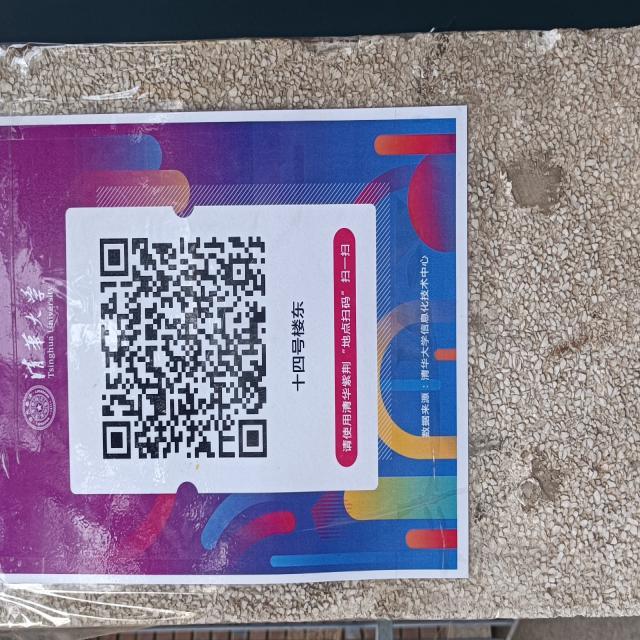 清华大学
Tsinghua University
十四号楼东
请使用清华紫荆“地点扫码”扫一扫
数据来源：清华大学信息化技术中心